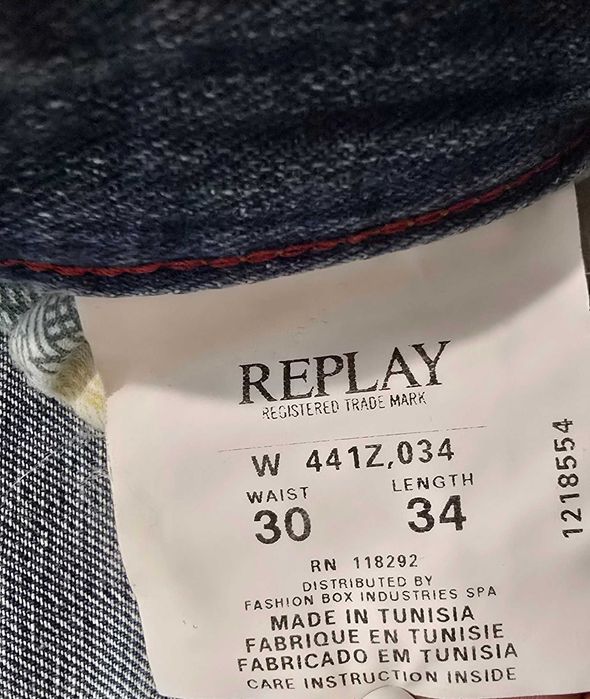 REPLAY
REGISTERED TRADE MARK
W 441Z,034
WAIST LENGTH
30 34
RN 118292
DISTRIBUTED BY
FASHION BOX INDUSTRIES SPA
MADE IN TUNISIA
FABRIQUE EN TUNISIE
FABRICADO EM TUNISIA
CARE INSTRUCTION INSIDE
1218554